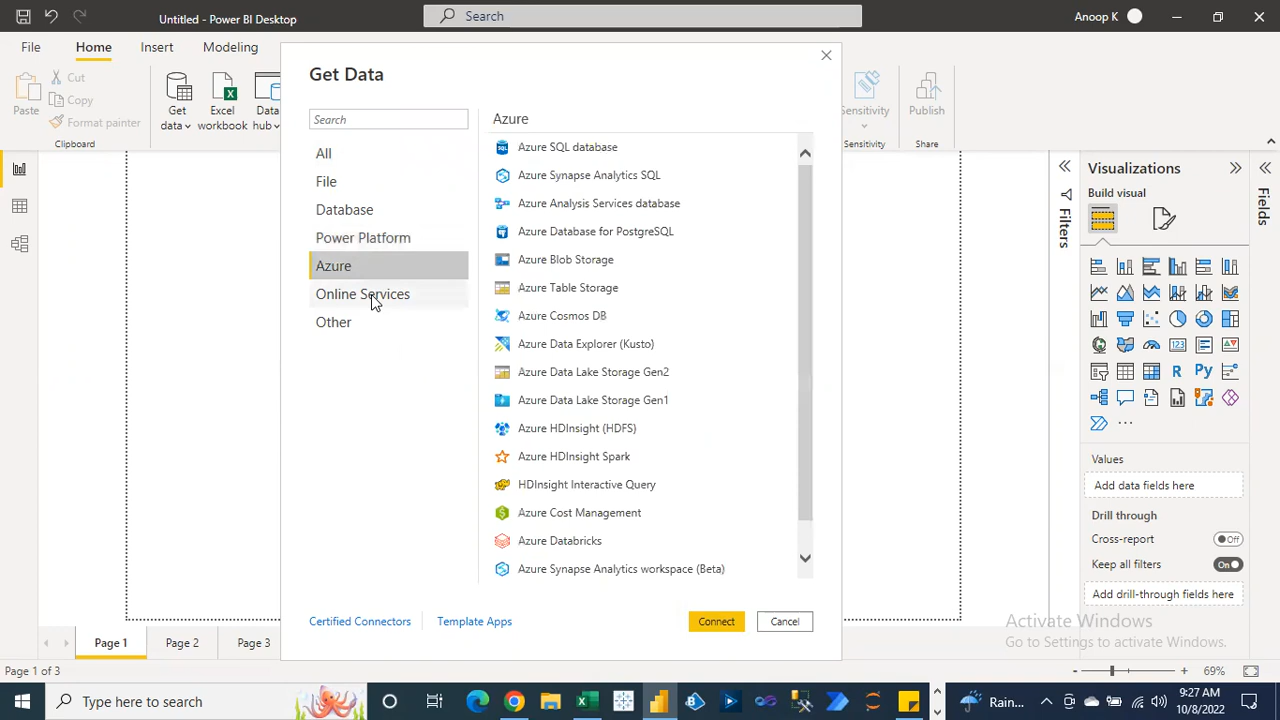 Untitled - Power BI Desktop
Search
Anoop K
File
Home
Insert
Modeling
Paste
Cut
Copy
Format painter
Clipboard
Get
data
Excel
workbook
Data
hub
Sensitivity
Sensitivity
Publish
Share
Get Data
Search
All
File
Database
Power Platform
Azure
Online Services
Other
Azure
Azure SQL database
Azure Synapse Analytics SQL
Azure Analysis Services database
Azure Database for PostgreSQL
Azure Blob Storage
Azure Table Storage
Azure Cosmos DB
Azure Data Explorer (Kusto)
Azure Data Lake Storage Gen2
Azure Data Lake Storage Gen1
Azure HDInsight (HDFS)
Azure HDInsight Spark
HDInsight Interactive Query
Azure Cost Management
Azure Databricks
Azure Synapse Analytics workspace (Beta)
Certified Connectors
Template Apps
Connect
Cancel
Filters
Visualizations
Build visual
123
R
Py
Values
Add data fields here
Drill through
Cross-report
Off
Keep all filters
On
Add drill-through fields here
Fields
Activate Windows
Go to Settings to activate Windows.
Page 1
Page 2
Page 3
Page 1 of 3
69%
Type here to search
Rain...
9:27 AM
10/8/2022